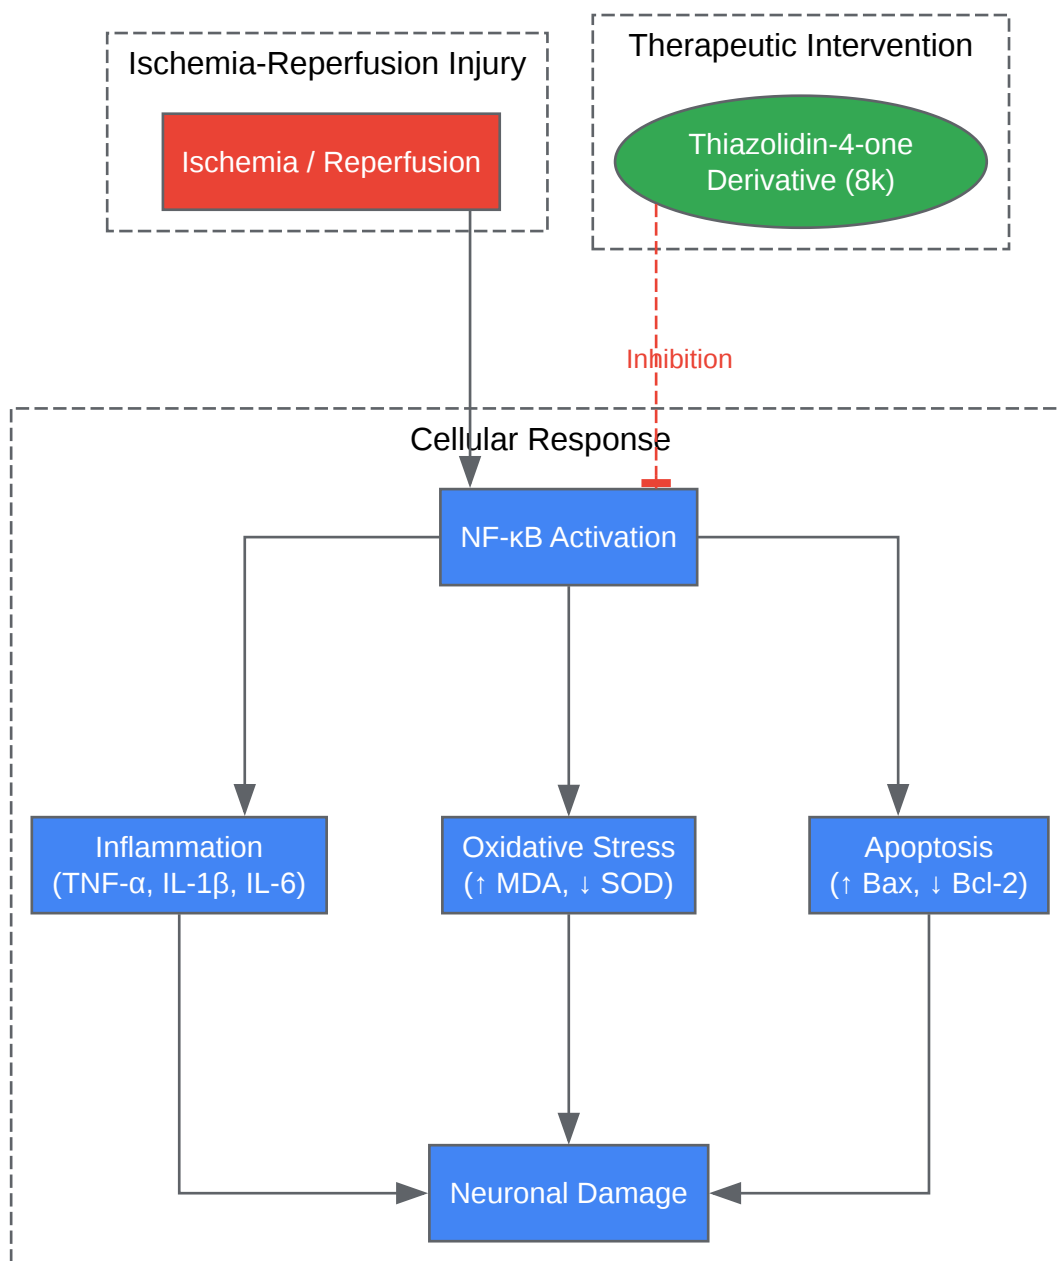 Ischemia-Reperfusion Injury
Ischemia / Reperfusion
Therapeutic Intervention
Thiazolidin-4-one
Derivative (8k)
Inhibition
Cellular Response
NF-κB Activation
Inflammation
(TNF-α, IL-1β, IL-6)
Oxidative Stress
(↑ MDA, ↓ SOD)
Apoptosis
(↑ Bax, ↓ Bcl-2)
Neuronal Damage